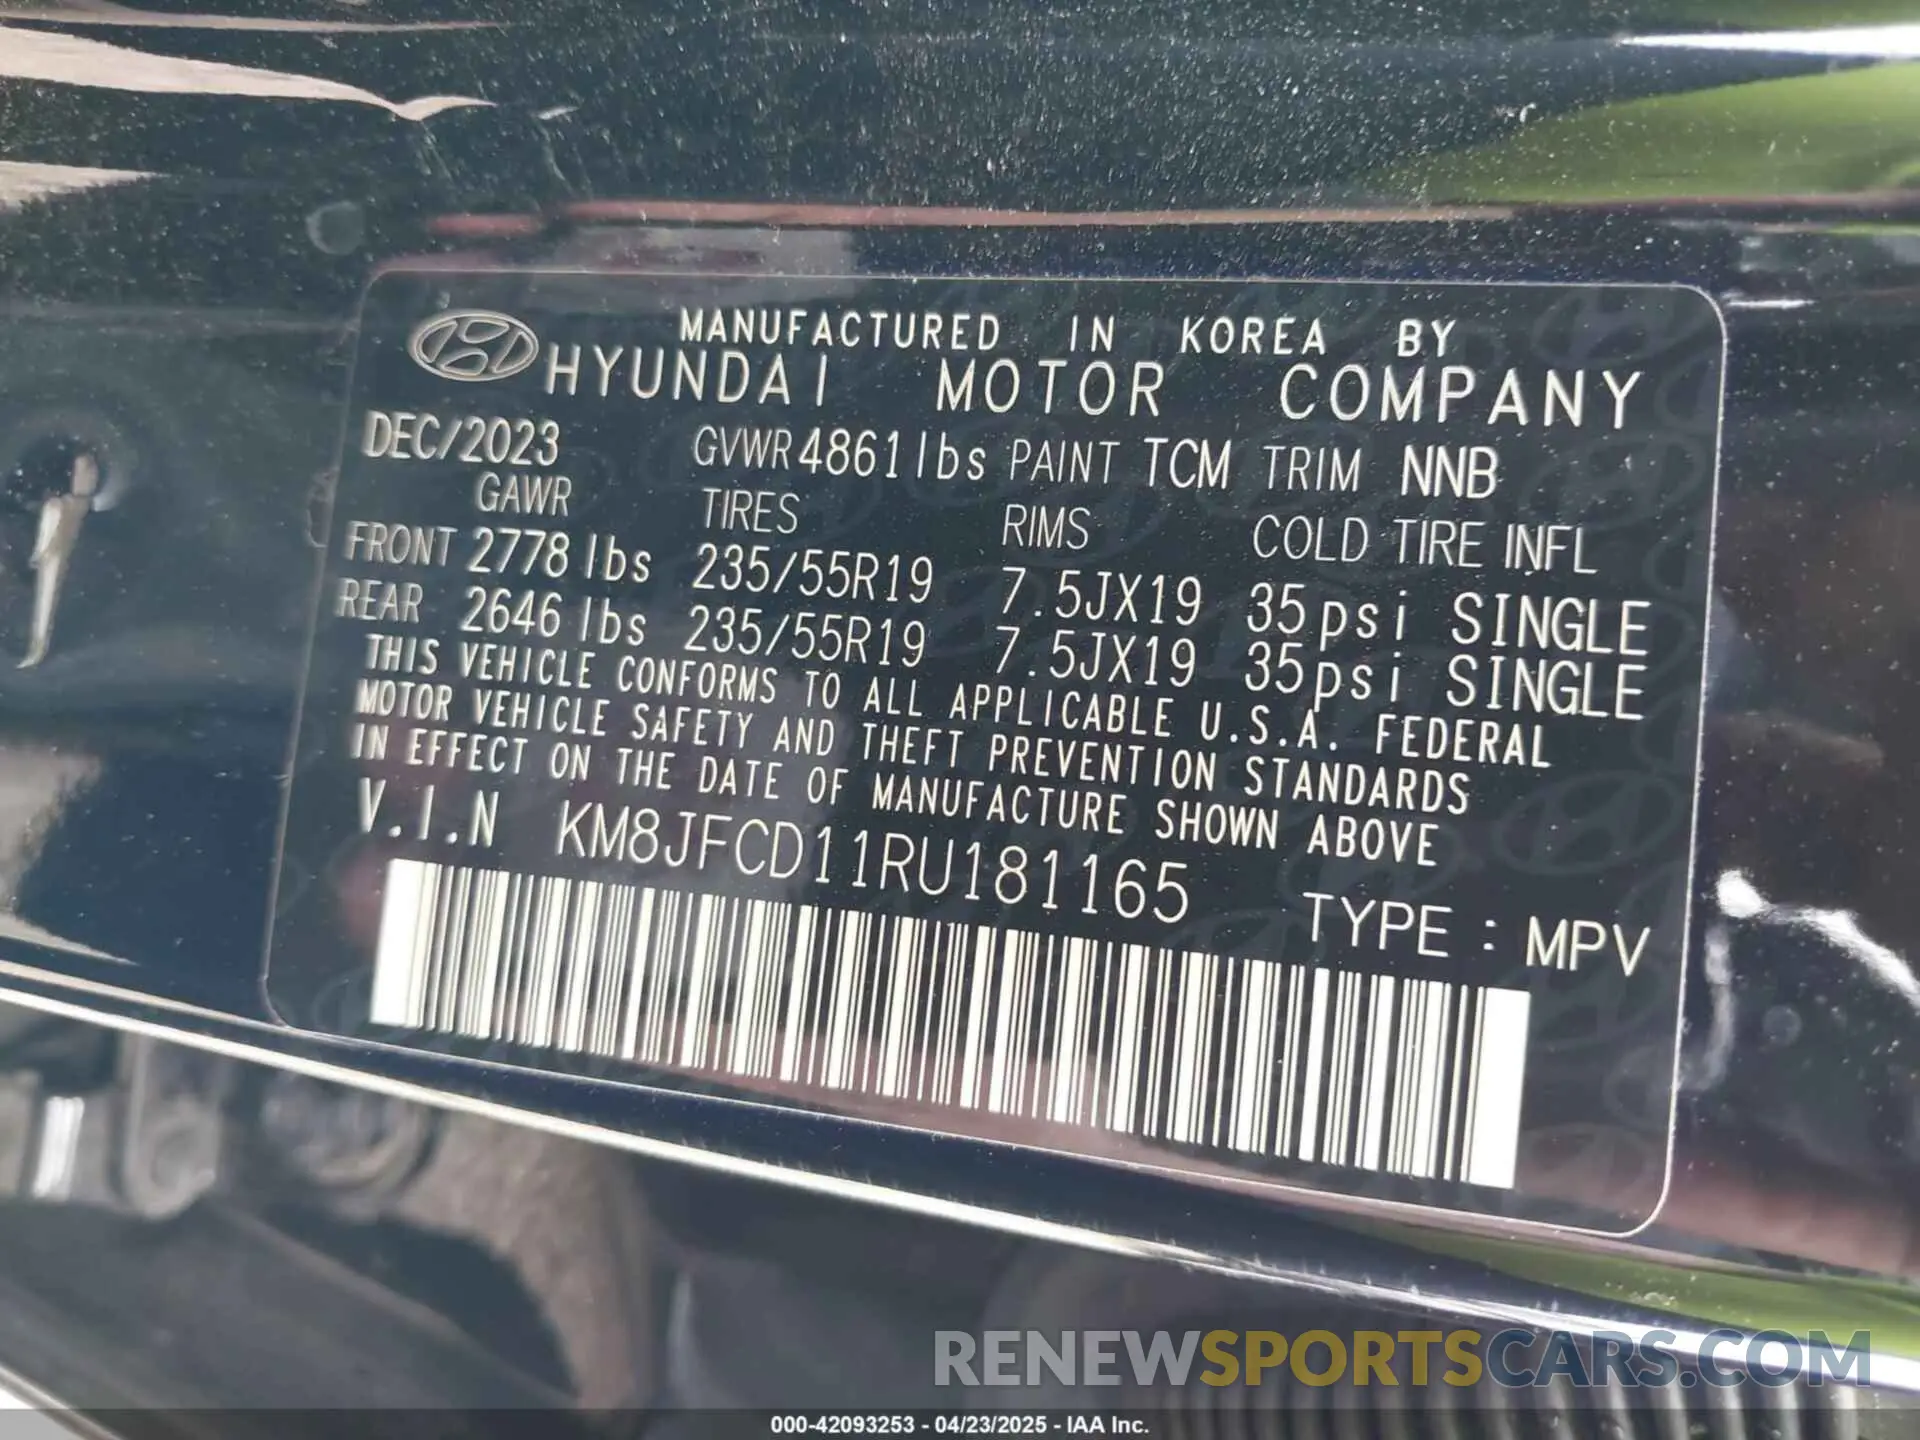 MANUFACTURED IN KOREA BY
HYUNDAI MOTOR COMPANY
DEC/2023 GVWR 4861lbs PAINT TCM TRIM NNB
GAWR TIRES RIMS COLD TIRE INFL
FRONT 2778 lbs 235/55R19 7.5JX19 35psi SINGLE
REAR 2646 lbs 235/55R19 7.5JX19 35psi SINGLE
THIS VEHICLE CONFORMS TO ALL APPLICABLE U.S.A. FEDERAL
MOTOR VEHICLE SAFETY AND THEFT PREVENTION STANDARDS
IN EFFECT ON THE DATE OF MANUFACTURE SHOWN ABOVE
V.I.N KM8JFCD11RU181165
TYPE : MPV
RENEWSPORTSCARS.COM
000-42093253 - 04/23/2025 - IAA Inc.